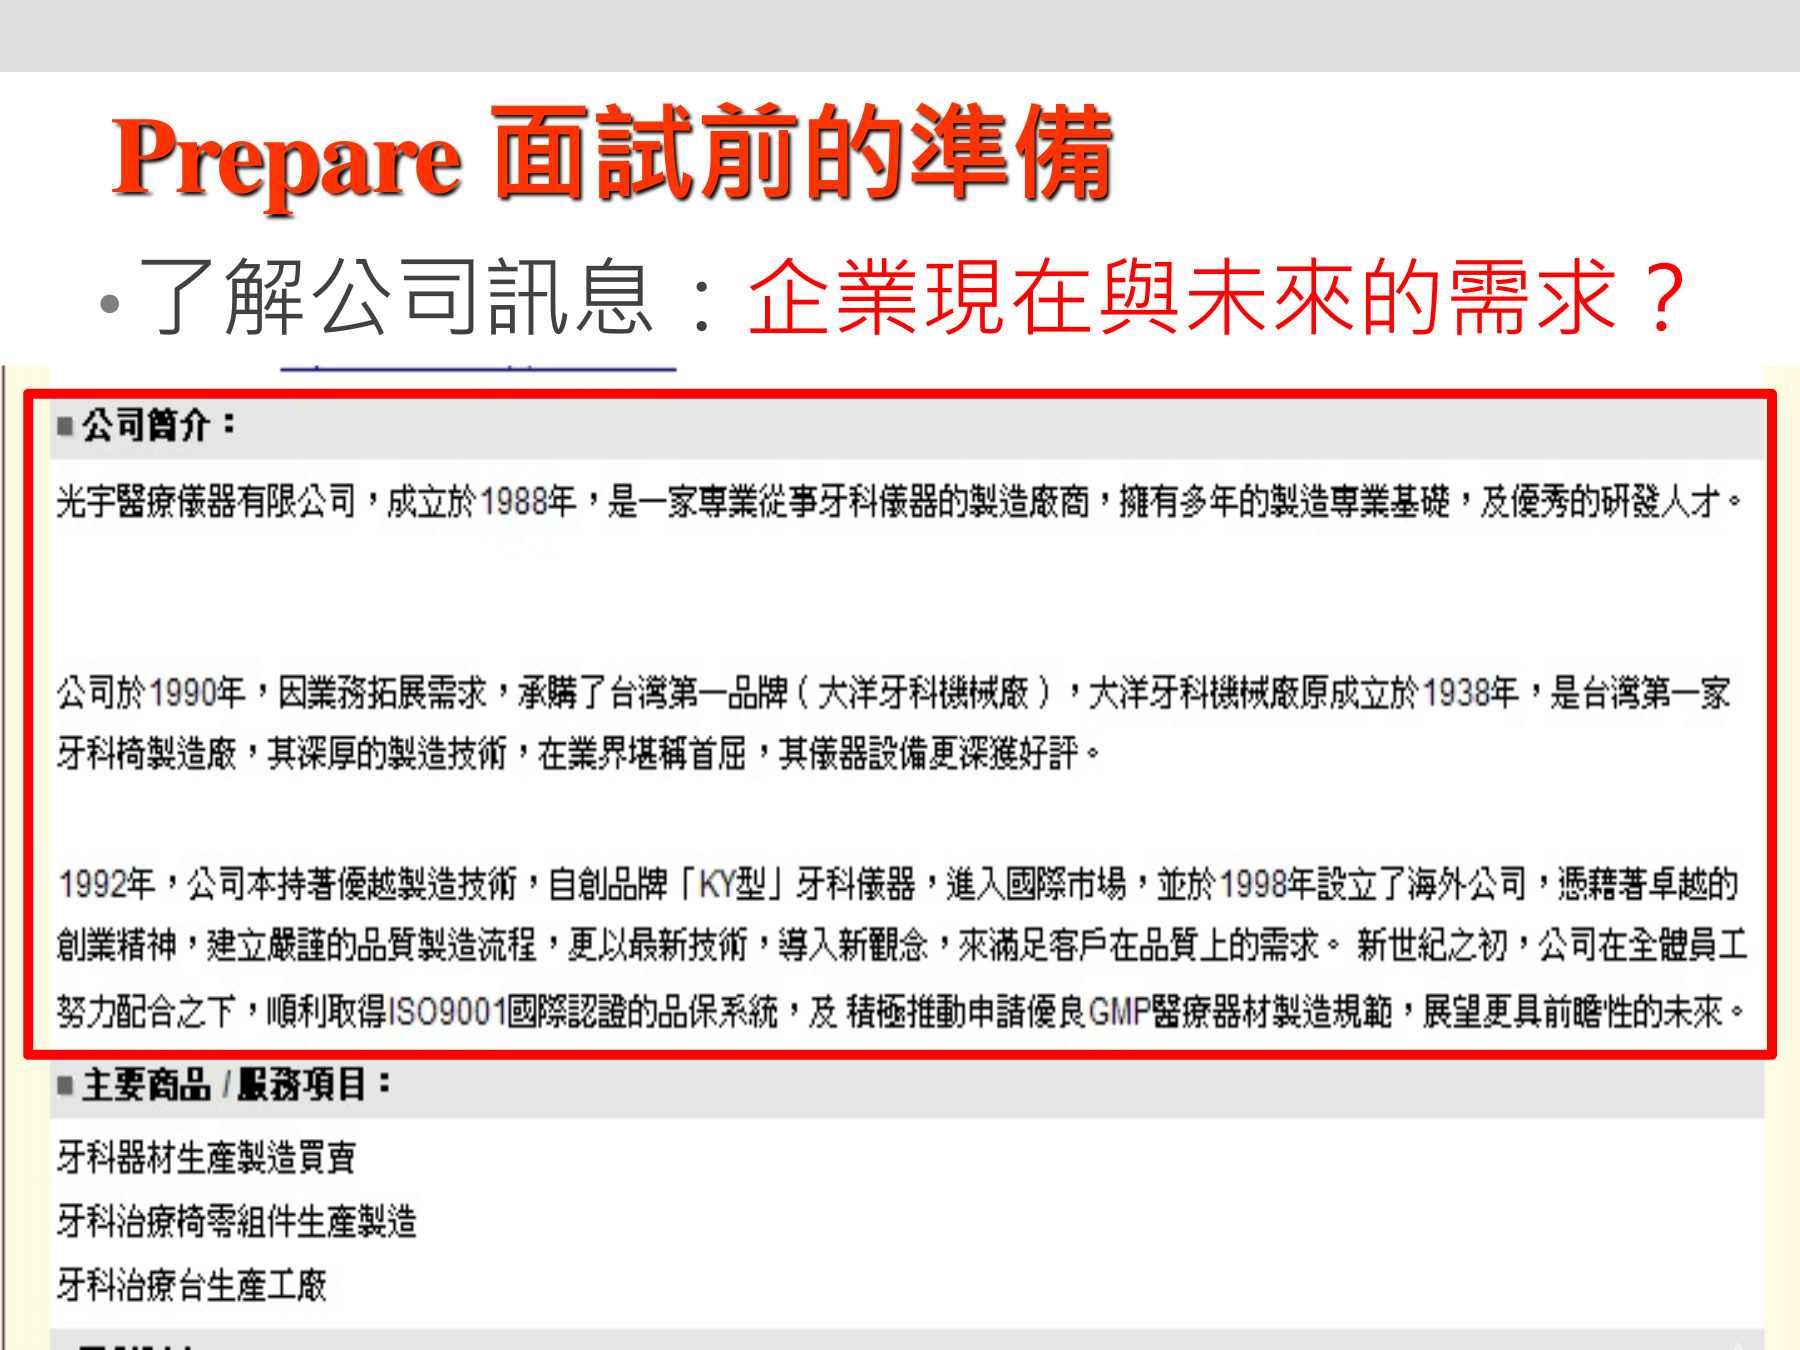 Prepare 面試前的準備
•了解公司訊息：企業現在與未來的需求？
■公司簡介：
光宇醫療儀器有限公司，成立於1988年，是一家專業從事牙科儀器的製造廠商，擁有多年的製造專業基礎，及優秀的研發人才。
公司於1990年，因業務拓展需求，承購了台灣第一品牌（大洋牙科機械廠），大洋牙科機械廠原成立於1938年，是台灣第一家
牙科椅製造廠，其深厚的製造技術，在業界堪稱首屈，其儀器設備更深獲好評。
1992年，公司本持著優越製造技術，自創品牌「KY型」牙科儀器，進入國際市場，並於1998年設立了海外公司，憑藉著卓越的
創業精神，建立嚴謹的品質製造流程，更以最新技術，導入新觀念，來滿足客戶在品質上的需求。 新世紀之初，公司在全體員工
努力配合之下，順利取得ISO9001國際認證的品保系統，及 積極推動申請優良GMP醫療器材製造規範，展望更具前瞻性的未來。
■主要商品 / 服務項目：
牙科器材生產製造買賣
牙科治療椅零組件生產製造
牙科治療台生產工廠